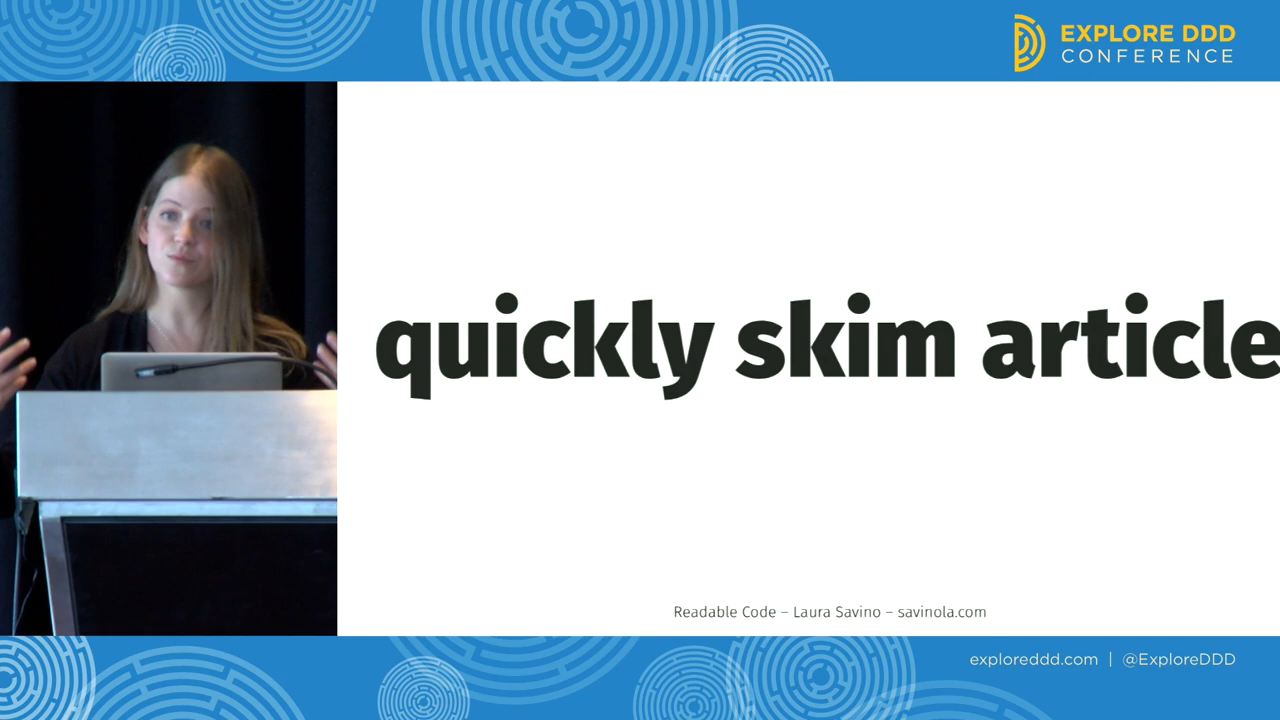 EXPLORE DDD
CONFERENCE
quickly skim article
Readable Code – Laura Savino – savinola.com
exploreddd.com | @ExploreDDD